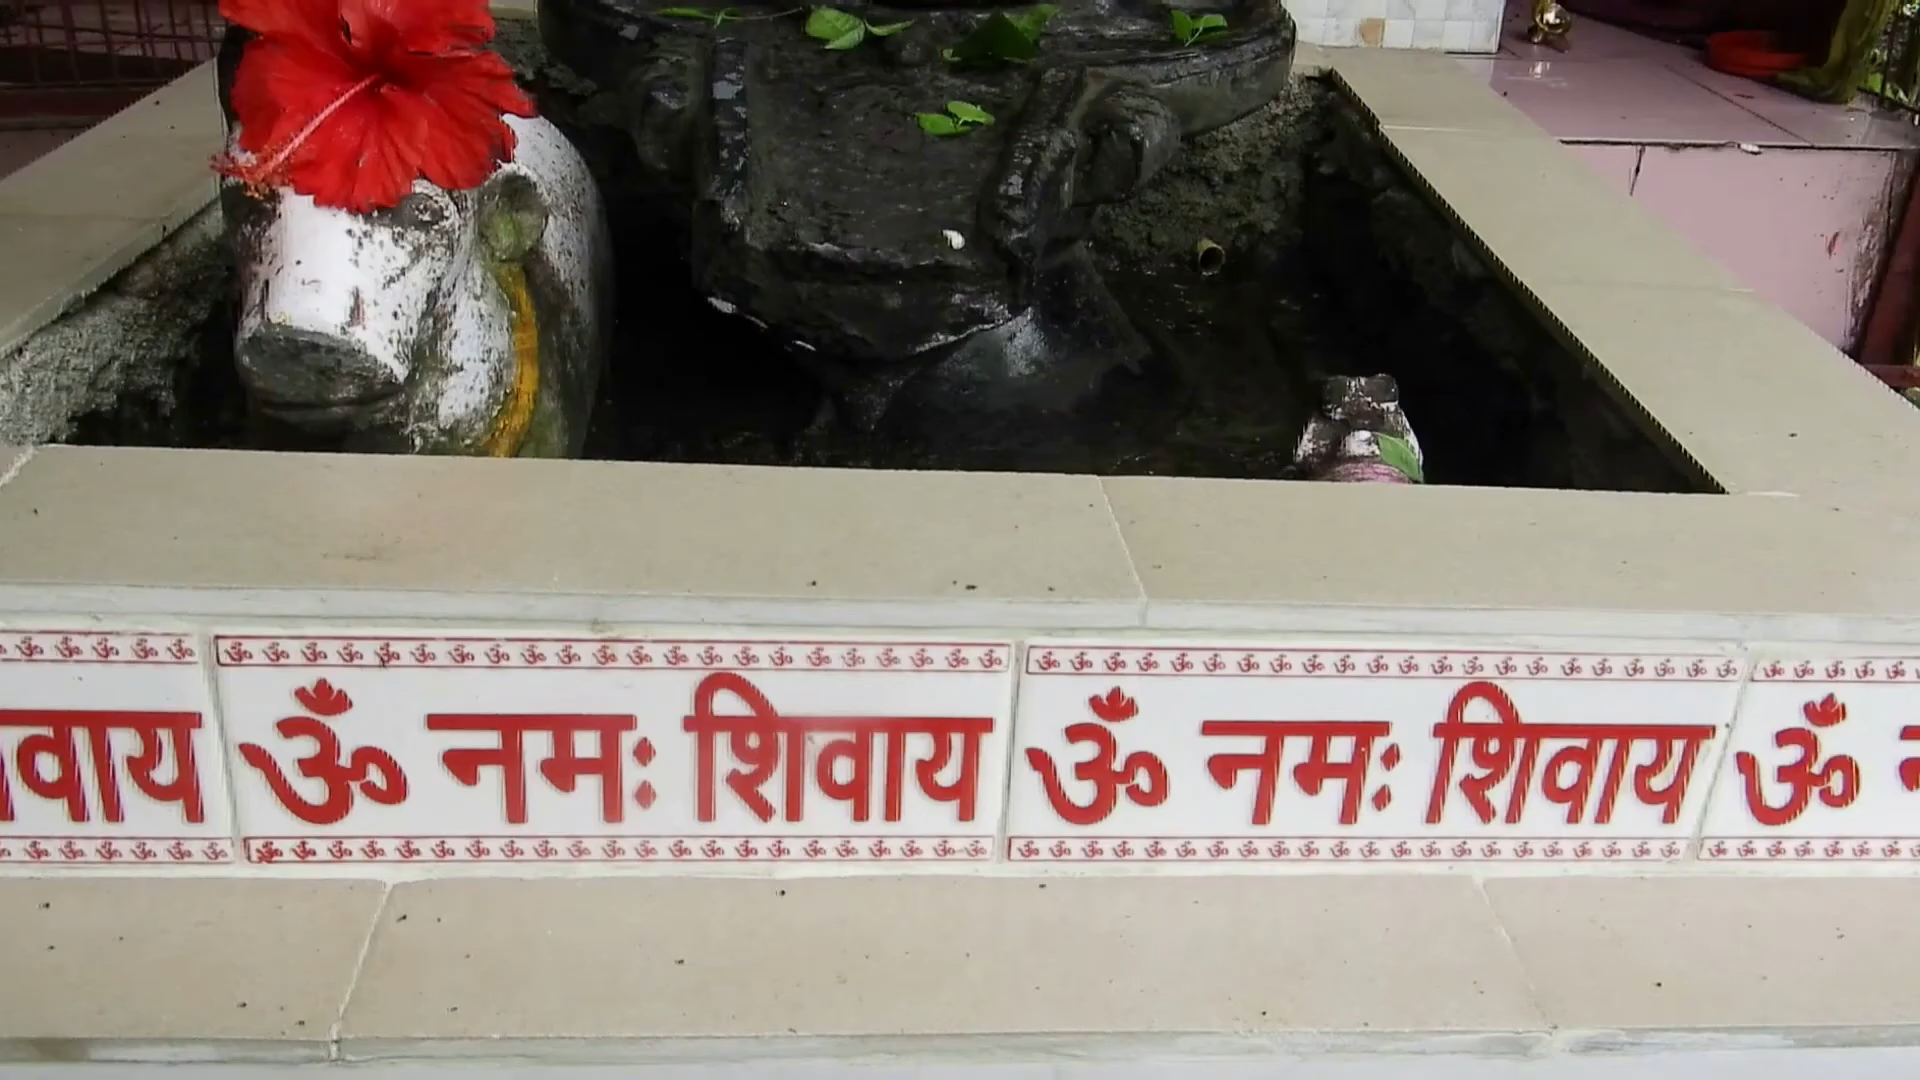 वाय ॐ नमः शिवाय ॐ नमः शिवाय ॐ